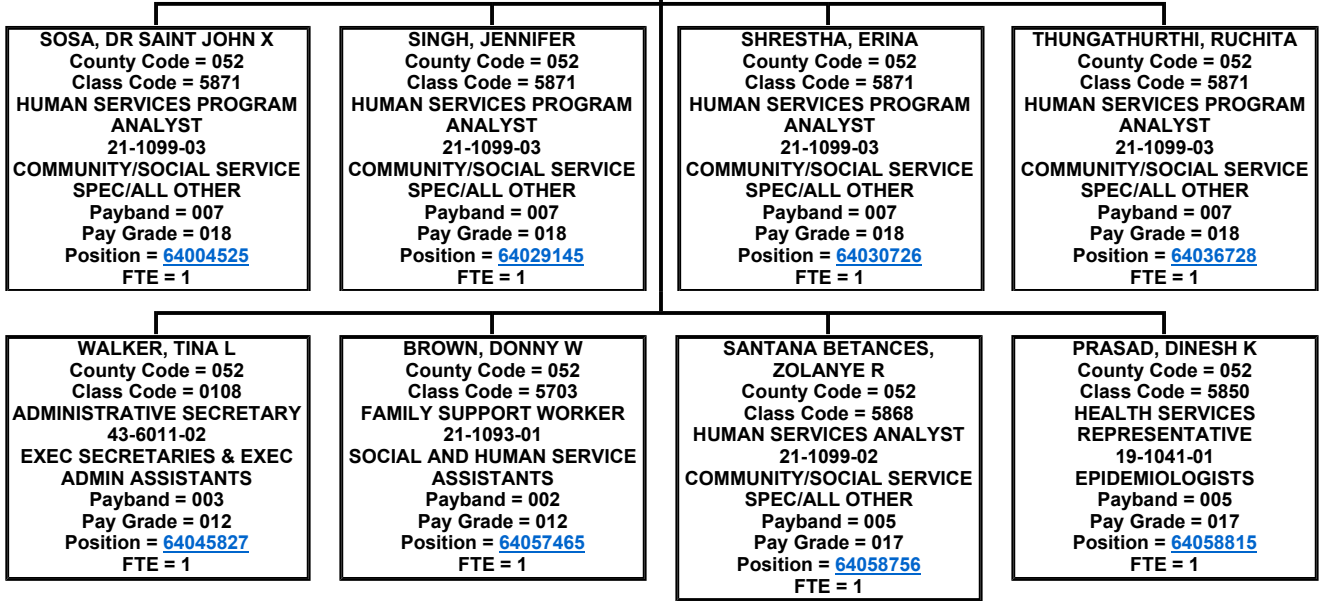 SOSA, DR SAINT JOHN X
County Code = 052
Class Code = 5871
HUMAN SERVICES PROGRAM
ANALYST
21-1099-03
COMMUNITY/SOCIAL SERVICE
SPEC/ALL OTHER
Payband = 007
Pay Grade = 018
Position = 64004525
FTE = 1
SINGH, JENNIFER
County Code = 052
Class Code = 5871
HUMAN SERVICES PROGRAM
ANALYST
21-1099-03
COMMUNITY/SOCIAL SERVICE
SPEC/ALL OTHER
Payband = 007
Pay Grade = 018
Position = 64029145
FTE = 1
SHRESTHA, ERINA
County Code = 052
Class Code = 5871
HUMAN SERVICES PROGRAM
ANALYST
21-1099-03
COMMUNITY/SOCIAL SERVICE
SPEC/ALL OTHER
Payband = 007
Pay Grade = 018
Position = 64030726
FTE = 1
THUNGATHURTHI, RUCHITA
County Code = 052
Class Code = 5871
HUMAN SERVICES PROGRAM
ANALYST
21-1099-03
COMMUNITY/SOCIAL SERVICE
SPEC/ALL OTHER
Payband = 007
Pay Grade = 018
Position = 64036728
FTE = 1
WALKER, TINA L
County Code = 052
Class Code = 0108
ADMINISTRATIVE SECRETARY
43-6011-02
EXEC SECRETARIES & EXEC
ADMIN ASSISTANTS
Payband = 003
Pay Grade = 012
Position = 64045827
FTE = 1
BROWN, DONNY W
County Code = 052
Class Code = 5703
FAMILY SUPPORT WORKER
21-1093-01
SOCIAL AND HUMAN SERVICE
ASSISTANTS
Payband = 002
Pay Grade = 012
Position = 64057465
FTE = 1
SANTANA BETANCES,
ZOLANYE R
County Code = 052
Class Code = 5868
HUMAN SERVICES ANALYST
21-1099-02
COMMUNITY/SOCIAL SERVICE
SPEC/ALL OTHER
Payband = 005
Pay Grade = 017
Position = 64058756
FTE = 1
PRASAD, DINESH K
County Code = 052
Class Code = 5850
HEALTH SERVICES
REPRESENTATIVE
19-1041-01
EPIDEMIOLOGISTS
Payband = 005
Pay Grade = 017
Position = 64058815
FTE = 1